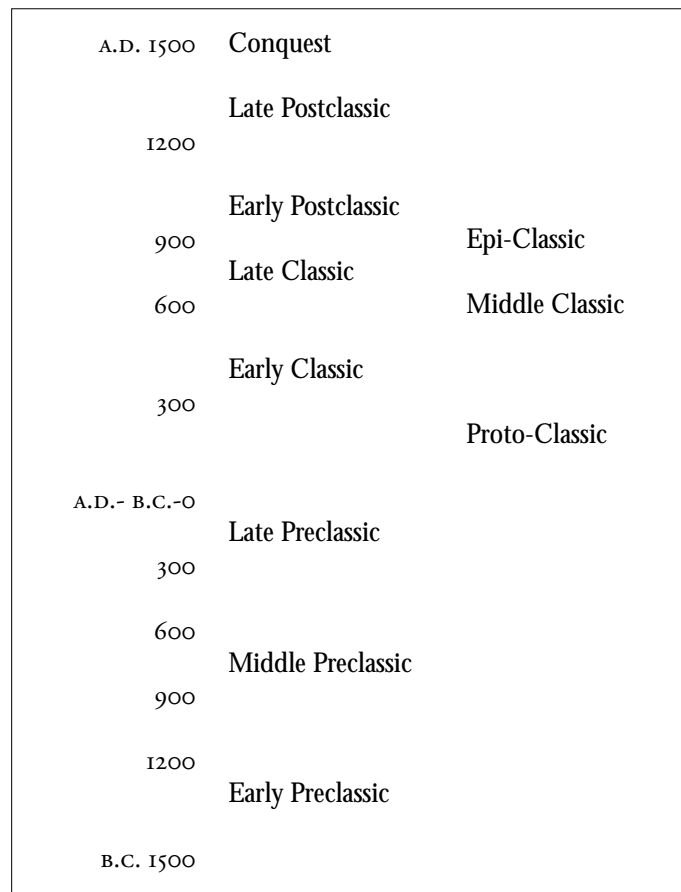 A.D. 1500 Conquest
Late Postclassic
1200
Early Postclassic
900 Epi-Classic
Late Classic
600 Middle Classic
Early Classic
300
Proto-Classic
A.D.- B.C.-0
Late Preclassic
300
600
Middle Preclassic
900
1200
Early Preclassic
B.C. 1500